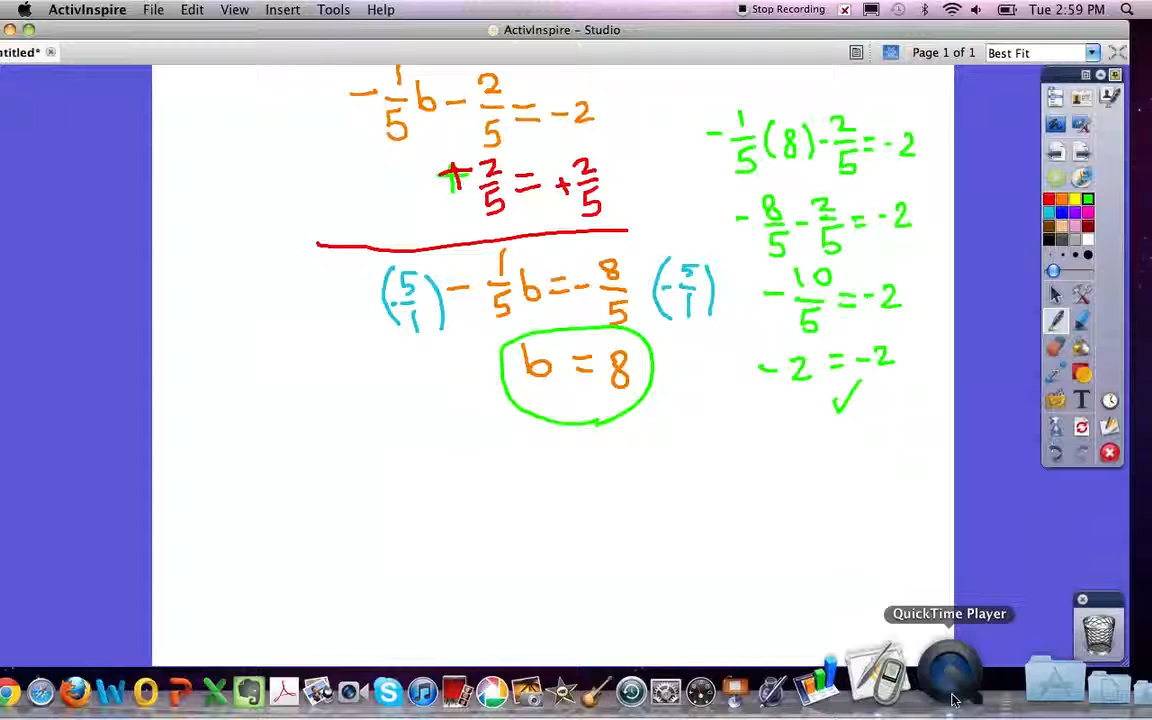 ActivInspire File Edit View Insert Tools Help Stop Recording Tue 2:59 PM
ActivInspire - Studio
ntitled* Page 1 of 1 Best Fit
-1/5 b - 2/5 = -2
+ 2/5 = + 2/5
(-5/1) - 1/5 b = - 8/5 (-5/1)
b = 8
-1/5 (8) - 2/5 = -2
- 8/5 - 2/5 = -2
- 10/5 = -2
-2 = -2
✓
QuickTime Player